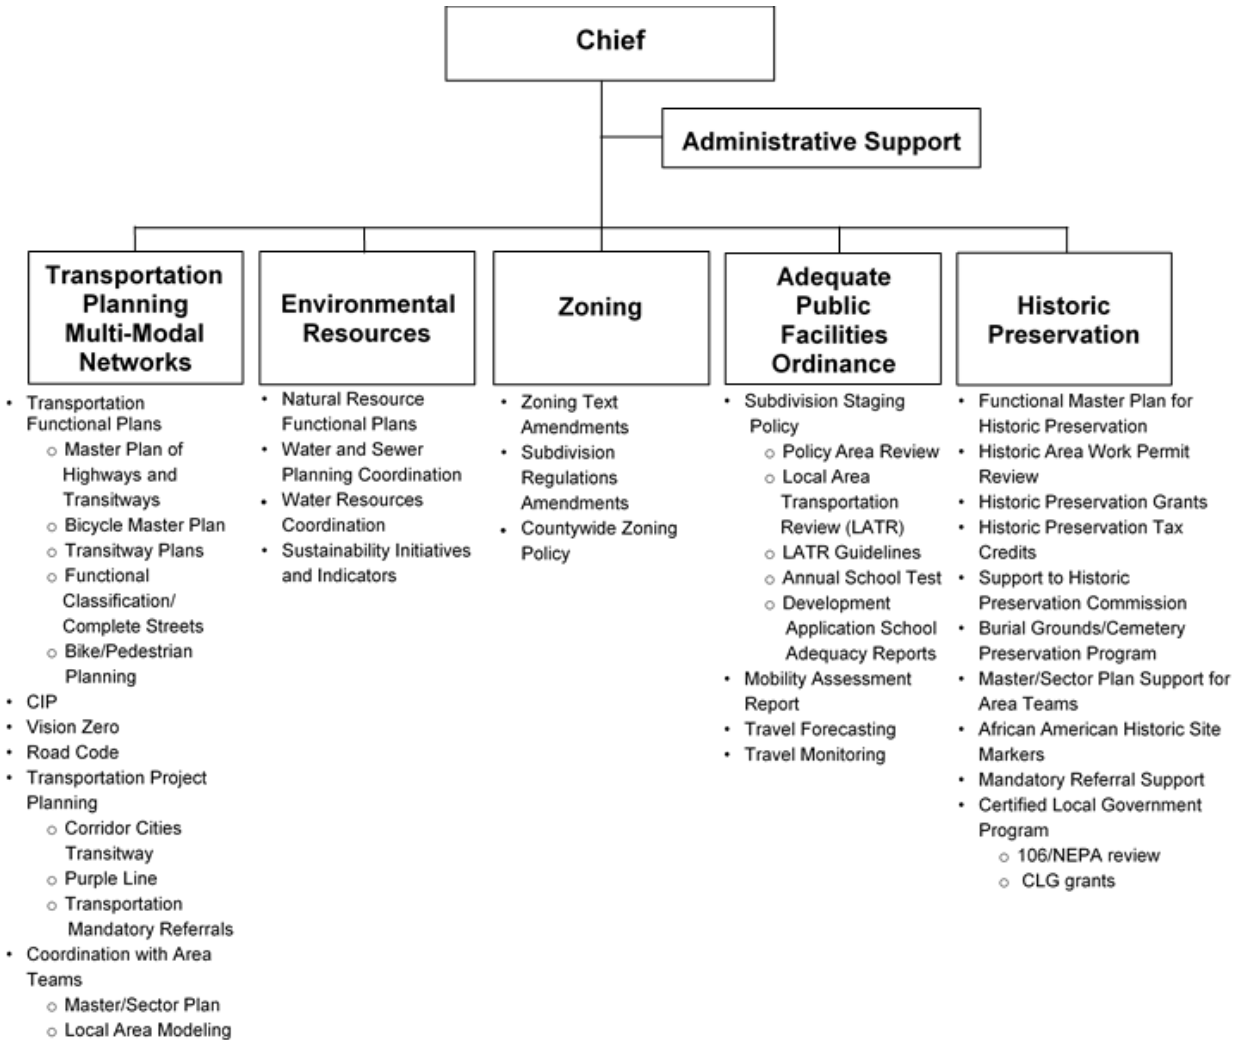 Chief
Administrative Support
Transportation
Planning
Multi-Modal
Networks
• Transportation
Functional Plans
o Master Plan of
Highways and
Transitways
o Bicycle Master Plan
o Transitway Plans
o Functional
Classification/
Complete Streets
o Bike/Pedestrian
Planning
• CIP
• Vision Zero
• Road Code
• Transportation Project
Planning
o Corridor Cities
Transitway
o Purple Line
o Transportation
Mandatory Referrals
• Coordination with Area
Teams
o Master/Sector Plan
o Local Area Modeling
Environmental
Resources
• Natural Resource
Functional Plans
• Water and Sewer
Planning Coordination
• Water Resources
Coordination
• Sustainability Initiatives
and Indicators
Zoning
• Zoning Text
Amendments
• Subdivision
Regulations
Amendments
• Countywide Zoning
Policy
Adequate
Public
Facilities
Ordinance
• Subdivision Staging
Policy
o Policy Area Review
o Local Area
Transportation
Review (LATR)
o LATR Guidelines
o Annual School Test
o Development
Application School
Adequacy Reports
• Mobility Assessment
Report
• Travel Forecasting
• Travel Monitoring
Historic
Preservation
• Functional Master Plan for
Historic Preservation
• Historic Area Work Permit
Review
• Historic Preservation Grants
• Historic Preservation Tax
Credits
• Support to Historic
Preservation Commission
• Burial Grounds/Cemetery
Preservation Program
• Master/Sector Plan Support for
Area Teams
• African American Historic Site
Markers
• Mandatory Referral Support
• Certified Local Government
Program
o 106/NEPA review
o CLG grants